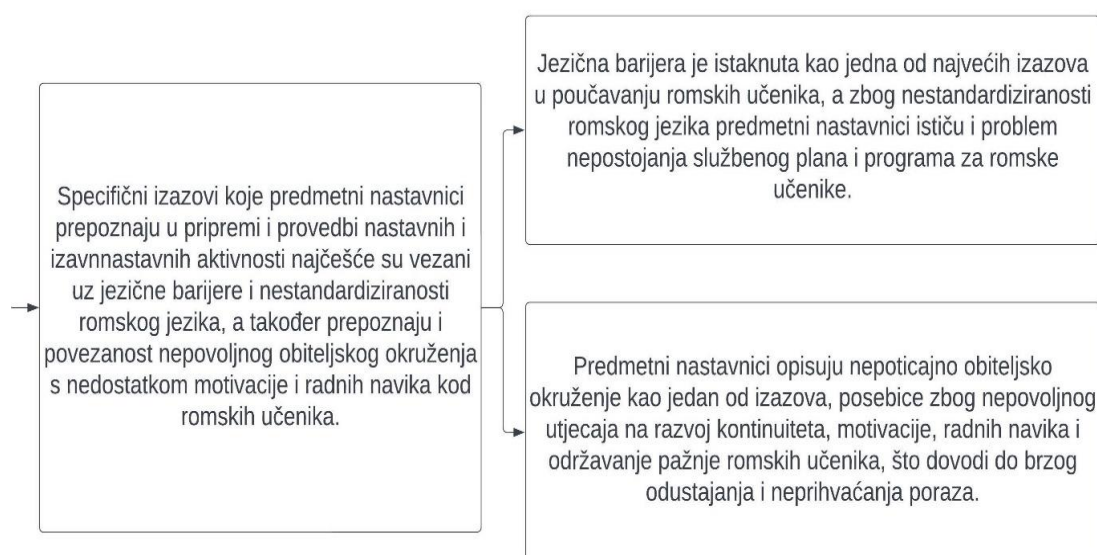 Specifični izazovi koje predmetni nastavnici
prepoznaju u pripremi i provedbi nastavnih i
izavnnastavnih aktivnosti najčešće su vezani
uz jezične barijere i nestandardiziranosti
romskog jezika, a također prepoznaju i
povezanost nepovoljnog obiteljskog okruženja
s nedostatkom motivacije i radnih navika kod
romskih učenika.
Jezična barijera je istaknuta kao jedna od najvećih izazova
u poučavanju romskih učenika, a zbog nestandardiziranosti
romskog jezika predmetni nastavnici ističu i problem
nepostojanja službenog plana i programa za romske
učenike.
Predmetni nastavnici opisuju nepoticajno obiteljsko
okruženje kao jedan od izazova, posebice zbog nepovoljnog
utjecaja na razvoj kontinuiteta, motivacije, radnih navika i
održavanje pažnje romskih učenika, što dovodi do brzog
odustajanja i neprihvaćanja poraza.